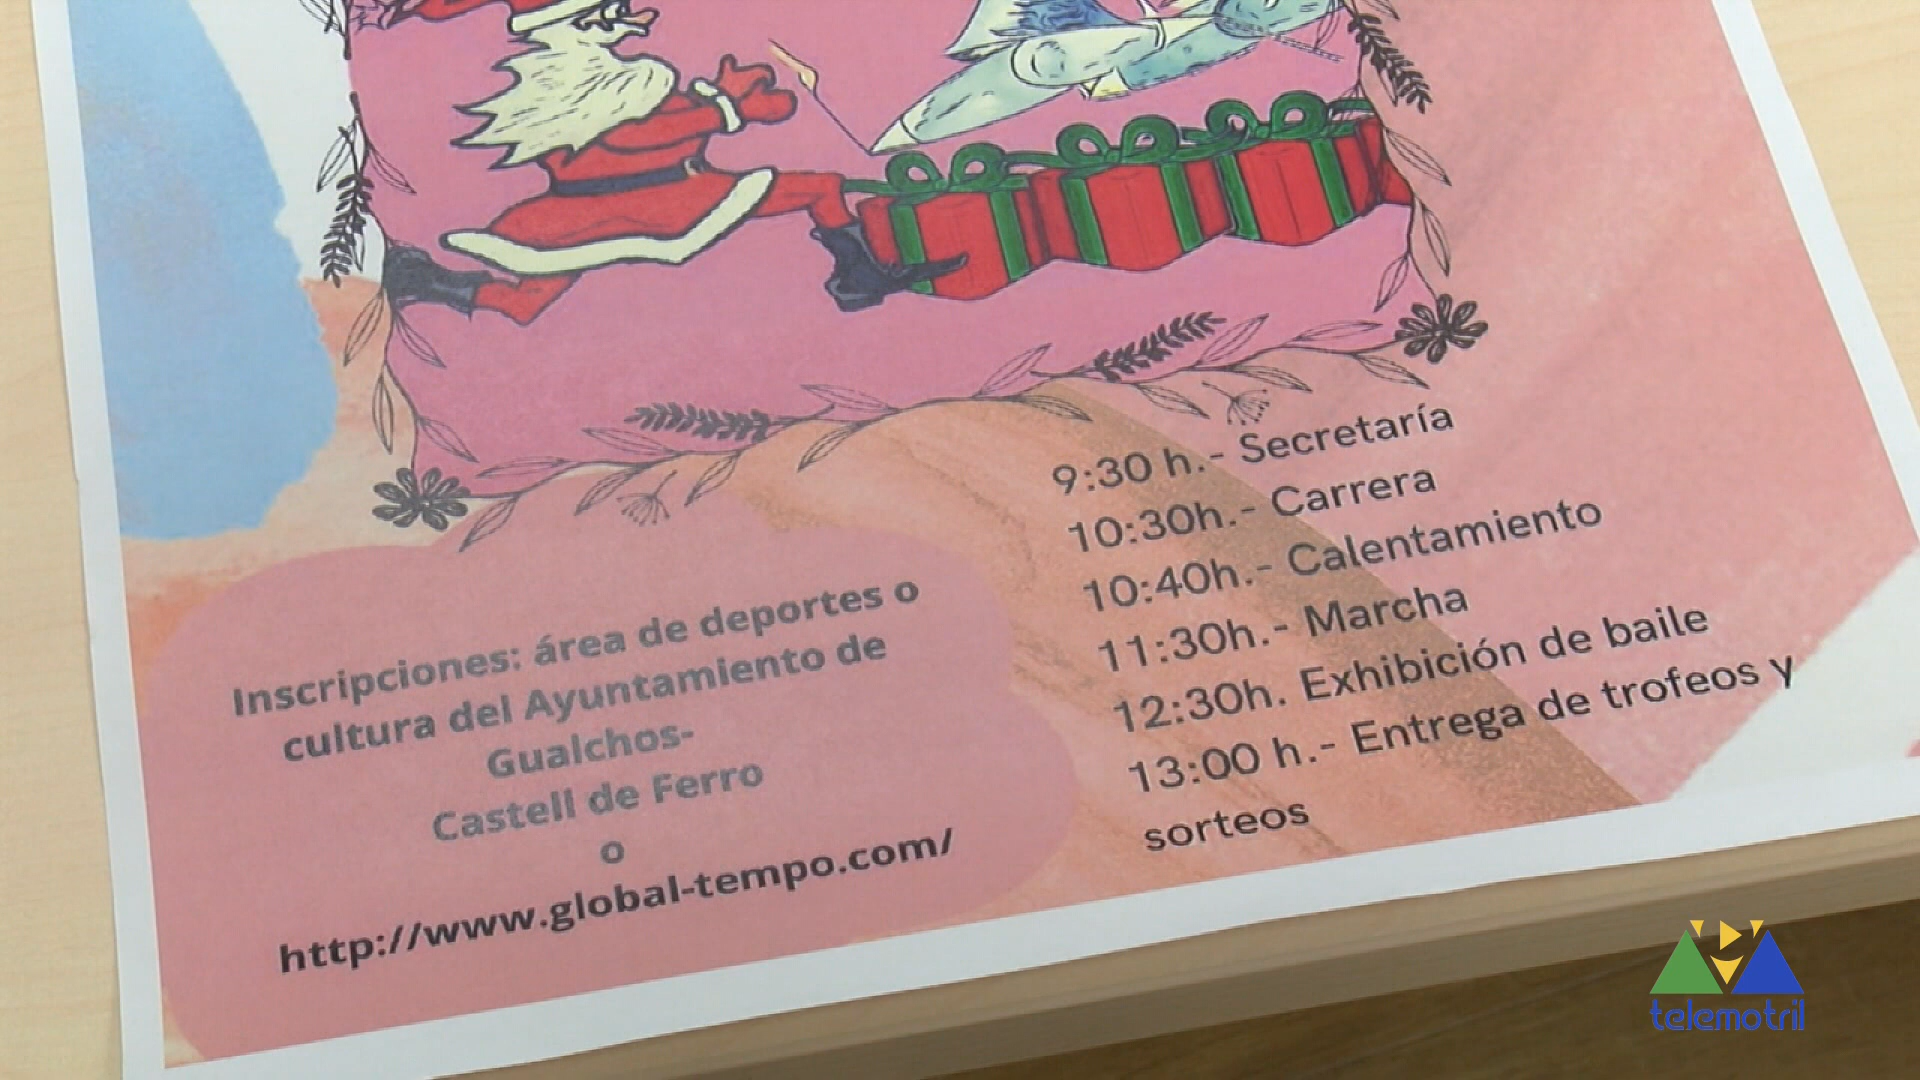 9:30 h.- Secretaría
10:30h.- Carrera
10:40h.- Calentamiento
11:30h.- Marcha
12:30h. Exhibición de baile
13:00 h.- Entrega de trofeos y
sorteos
Inscripciones: área de deportes o
cultura del Ayuntamiento de
Gualchos-
Castell de Ferro
o
http://www.global-tempo.com/
telemotril